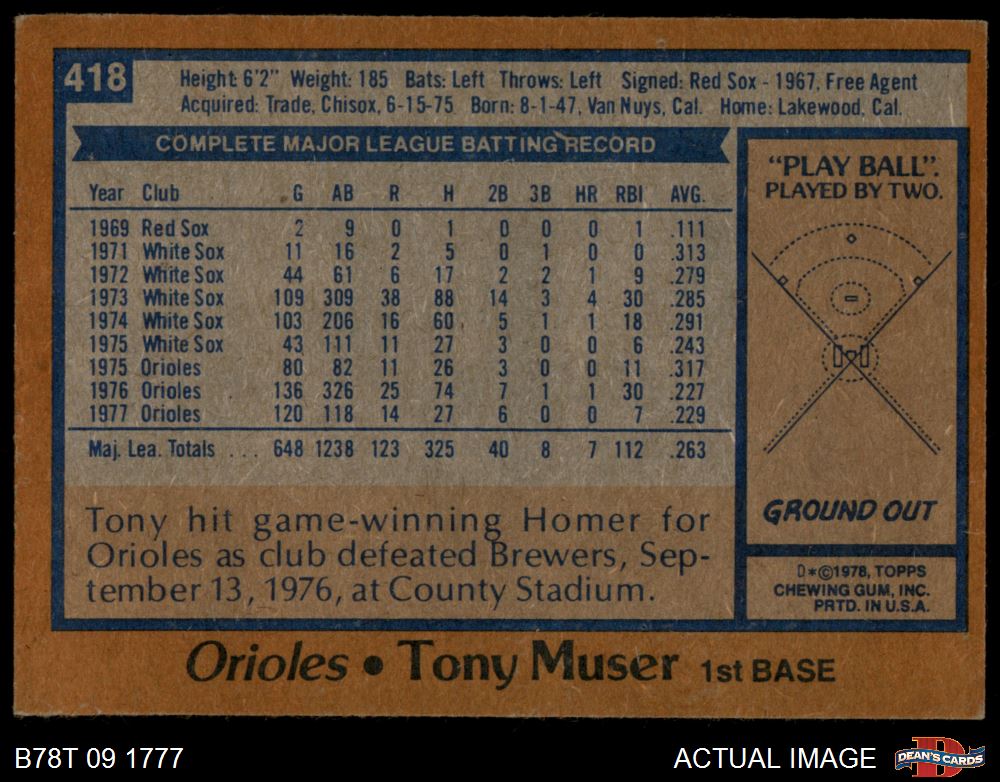 418
Height: 6'2" Weight: 185 Bats: Left Throws: Left Signed: Red Sox - 1967, Free Agent
Acquired: Trade, Chisox, 6-15-75 Born: 8-1-47, Van Nuys, Cal. Home: Lakewood, Cal.
COMPLETE MAJOR LEAGUE BATTING RECORD
Year Club G AB R H 2B 3B HR RBI AVG.
1969 Red Sox 2 9 0 1 0 0 0 1 .111
1971 White Sox 11 16 2 5 0 1 0 0 .313
1972 White Sox 44 61 6 17 2 2 1 9 .279
1973 White Sox 109 309 38 88 14 3 4 30 .285
1974 White Sox 103 206 16 60 5 1 1 18 .291
1975 White Sox 43 111 11 27 3 0 0 6 .243
1975 Orioles 80 82 11 26 3 0 0 11 .317
1976 Orioles 136 326 25 74 7 1 1 30 .227
1977 Orioles 120 118 14 27 6 0 0 7 .229
Maj. Lea. Totals . . . 648 1238 123 325 40 8 7 112 .263
Tony hit game-winning Homer for
Orioles as club defeated Brewers, Sep-
tember 13, 1976, at County Stadium.
"PLAY BALL".
PLAYED BY TWO.
GROUND OUT
D*©1978, TOPPS
CHEWING GUM, INC.
PRTD. IN U.S.A.
Orioles • Tony Muser 1st BASE
B78T 09 1777
ACTUAL IMAGE
D
DEAN'S CARDS